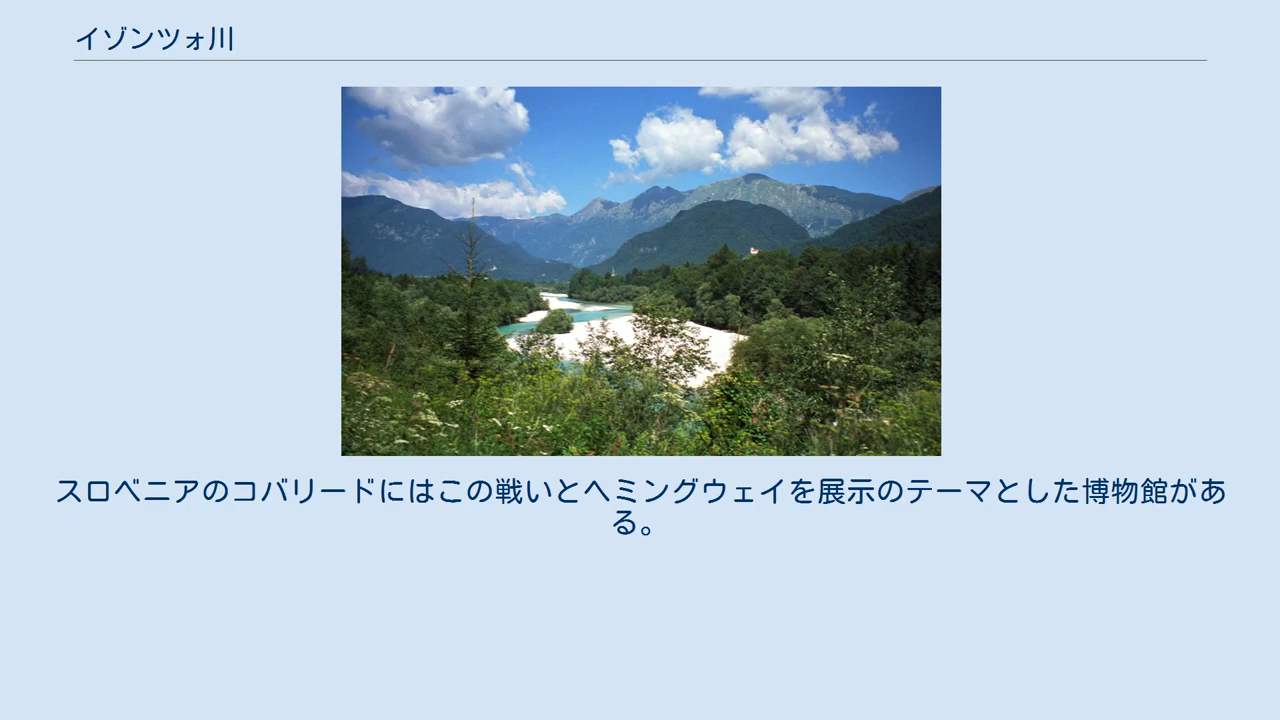 イゾンツォ川
スロベニアのコバリードにはこの戦いとヘミングウェイを展示のテーマとした博物館があ
る。